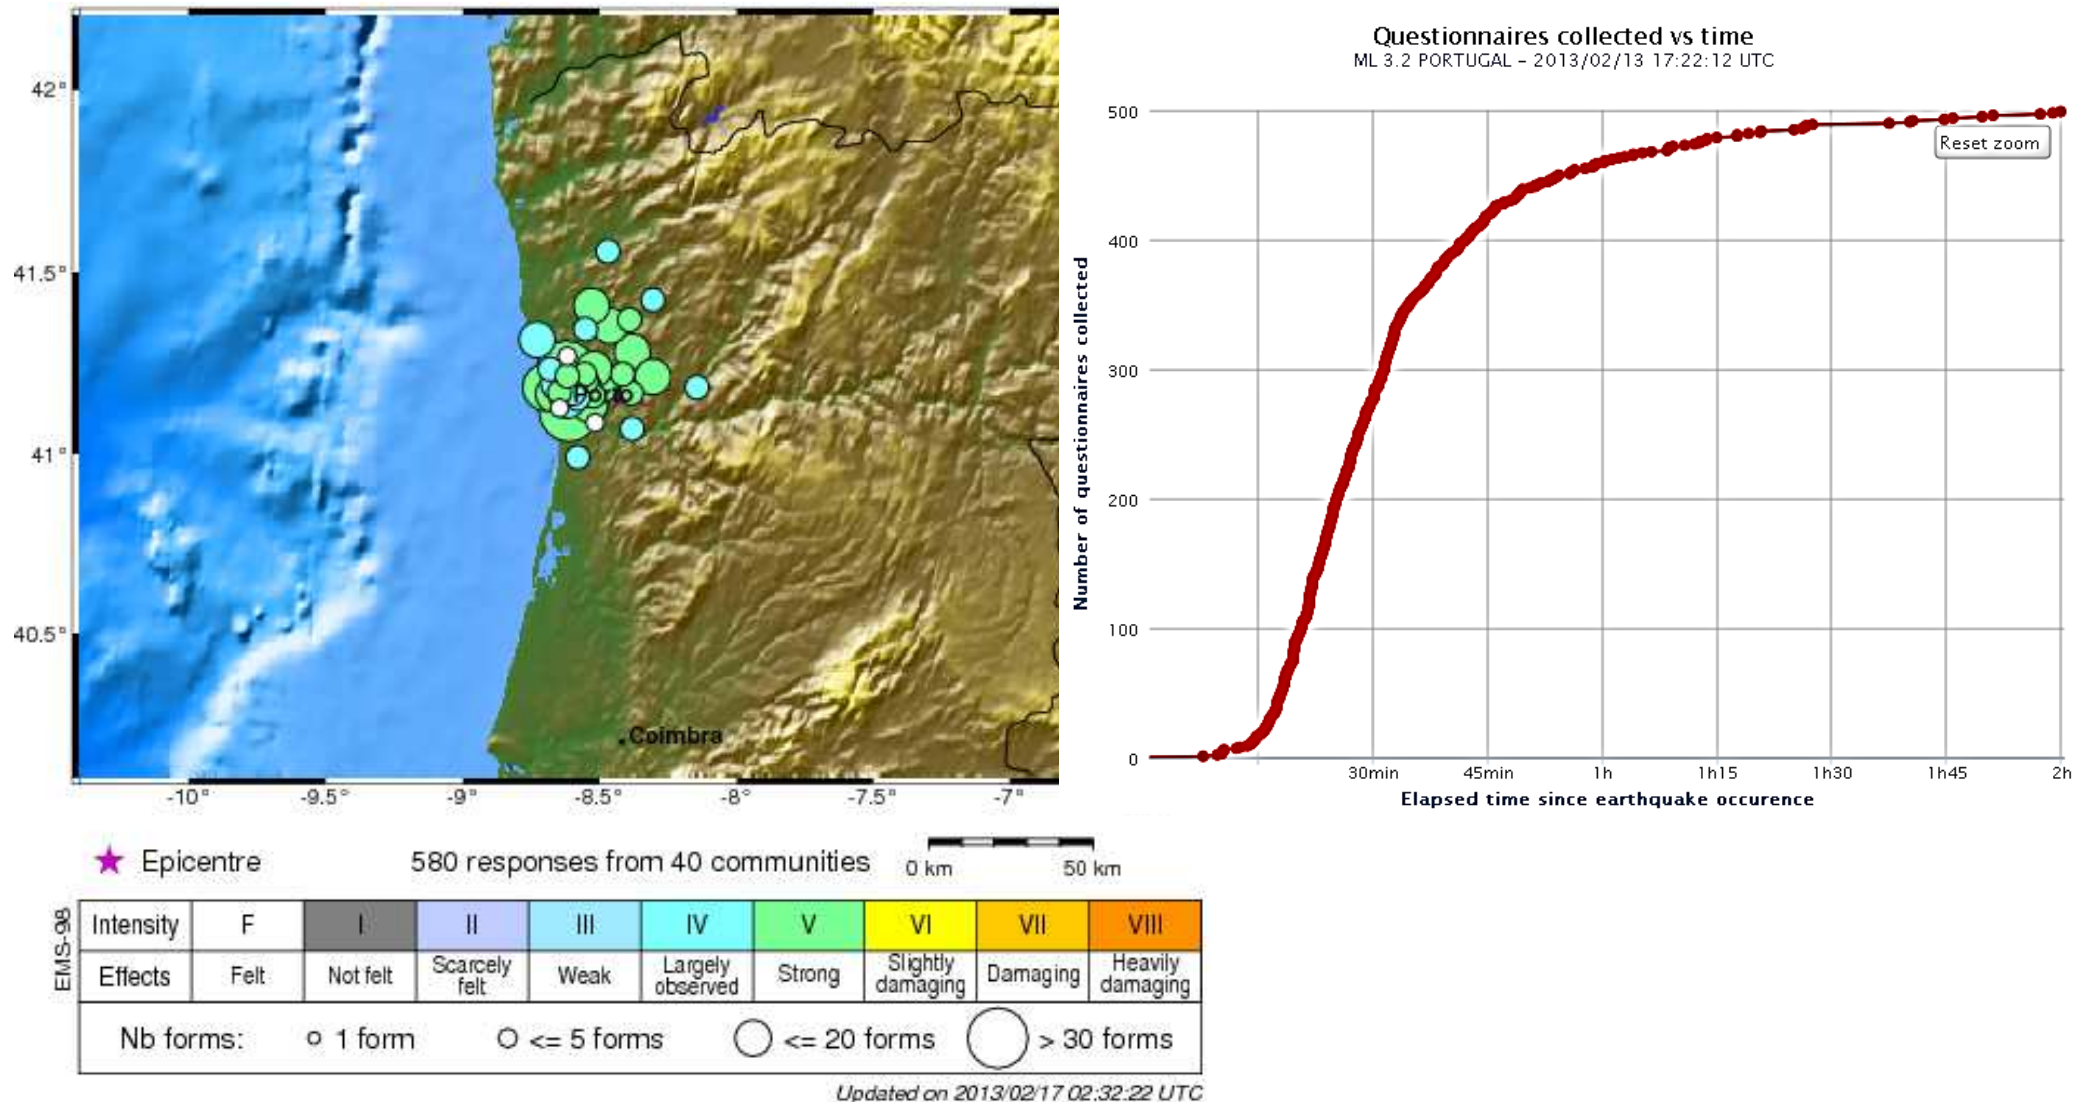 42°
41.5°
41°
40.5°
-10°
-9.5°
-9°
-8.5°
-8°
-7.5°
-7°
Porto
Coimbra
Epicentre
580 responses from 40 communities
0 km
50 km
EMS-98
Intensity F I II III IV V VI VII VIII
Effects Felt Not felt Scarcely felt Weak Largely observed Strong Slightly damaging Damaging Heavily damaging
Nb forms: 1 form <= 5 forms <= 20 forms > 30 forms
Updated on 2013/02/17 02:32:22 UTC
Questionnaires collected vs time
ML 3.2 PORTUGAL - 2013/02/13 17:22:12 UTC
Number of questionnaires collected
500
400
300
200
100
0
Reset zoom
30min 45min 1h 1h15 1h30 1h45 2h
Elapsed time since earthquake occurence